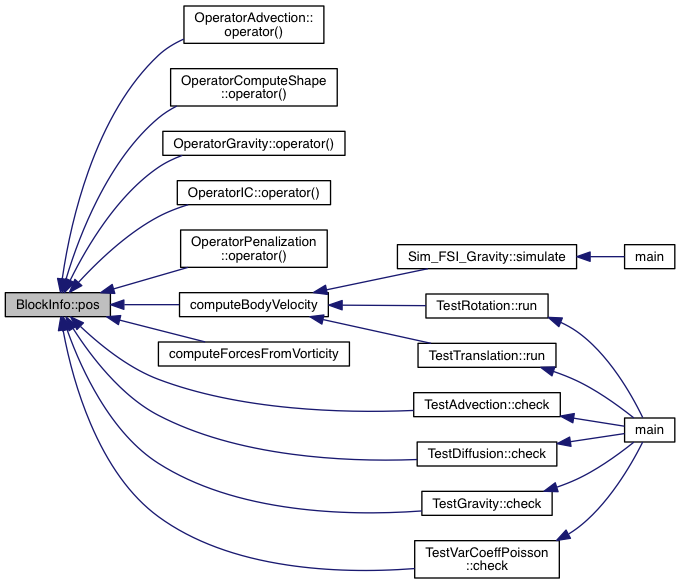 OperatorAdvection::
operator()
OperatorComputeShape
::operator()
OperatorGravity::operator()
OperatorIC::operator()
OperatorPenalization
::operator()
Sim_FSI_Gravity::simulate
main
BlockInfo::pos
computeBodyVelocity
TestRotation::run
computeForcesFromVorticity
TestTranslation::run
TestAdvection::check
main
TestDiffusion::check
TestGravity::check
TestVarCoeffPoisson
::check